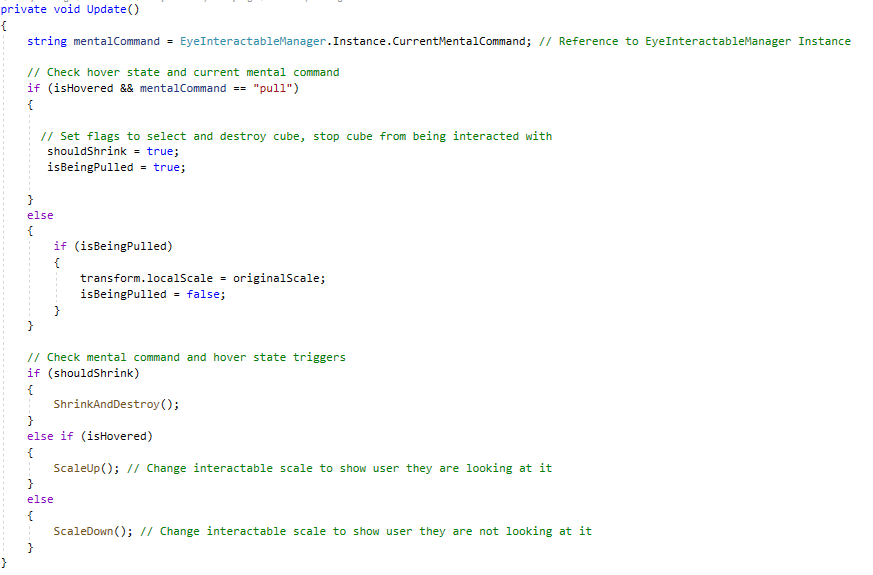 private void Update()
{
string mentalCommand = EyeInteractableManager.Instance.CurrentMentalCommand; // Reference to EyeInteractableManager Instance
// Check hover state and current mental command
if (isHovered && mentalCommand == "pull")
{
// Set flags to select and destroy cube, stop cube from being interacted with
shouldShrink = true;
isBeingPulled = true;
}
else
{
if (isBeingPulled)
{
transform.localScale = originalScale;
isBeingPulled = false;
}
}
// Check mental command and hover state triggers
if (shouldShrink)
{
ShrinkAndDestroy();
}
else if (isHovered)
{
ScaleUp(); // Change interactable scale to show user they are looking at it
}
else
{
ScaleDown(); // Change interactable scale to show user they are not looking at it
}
}